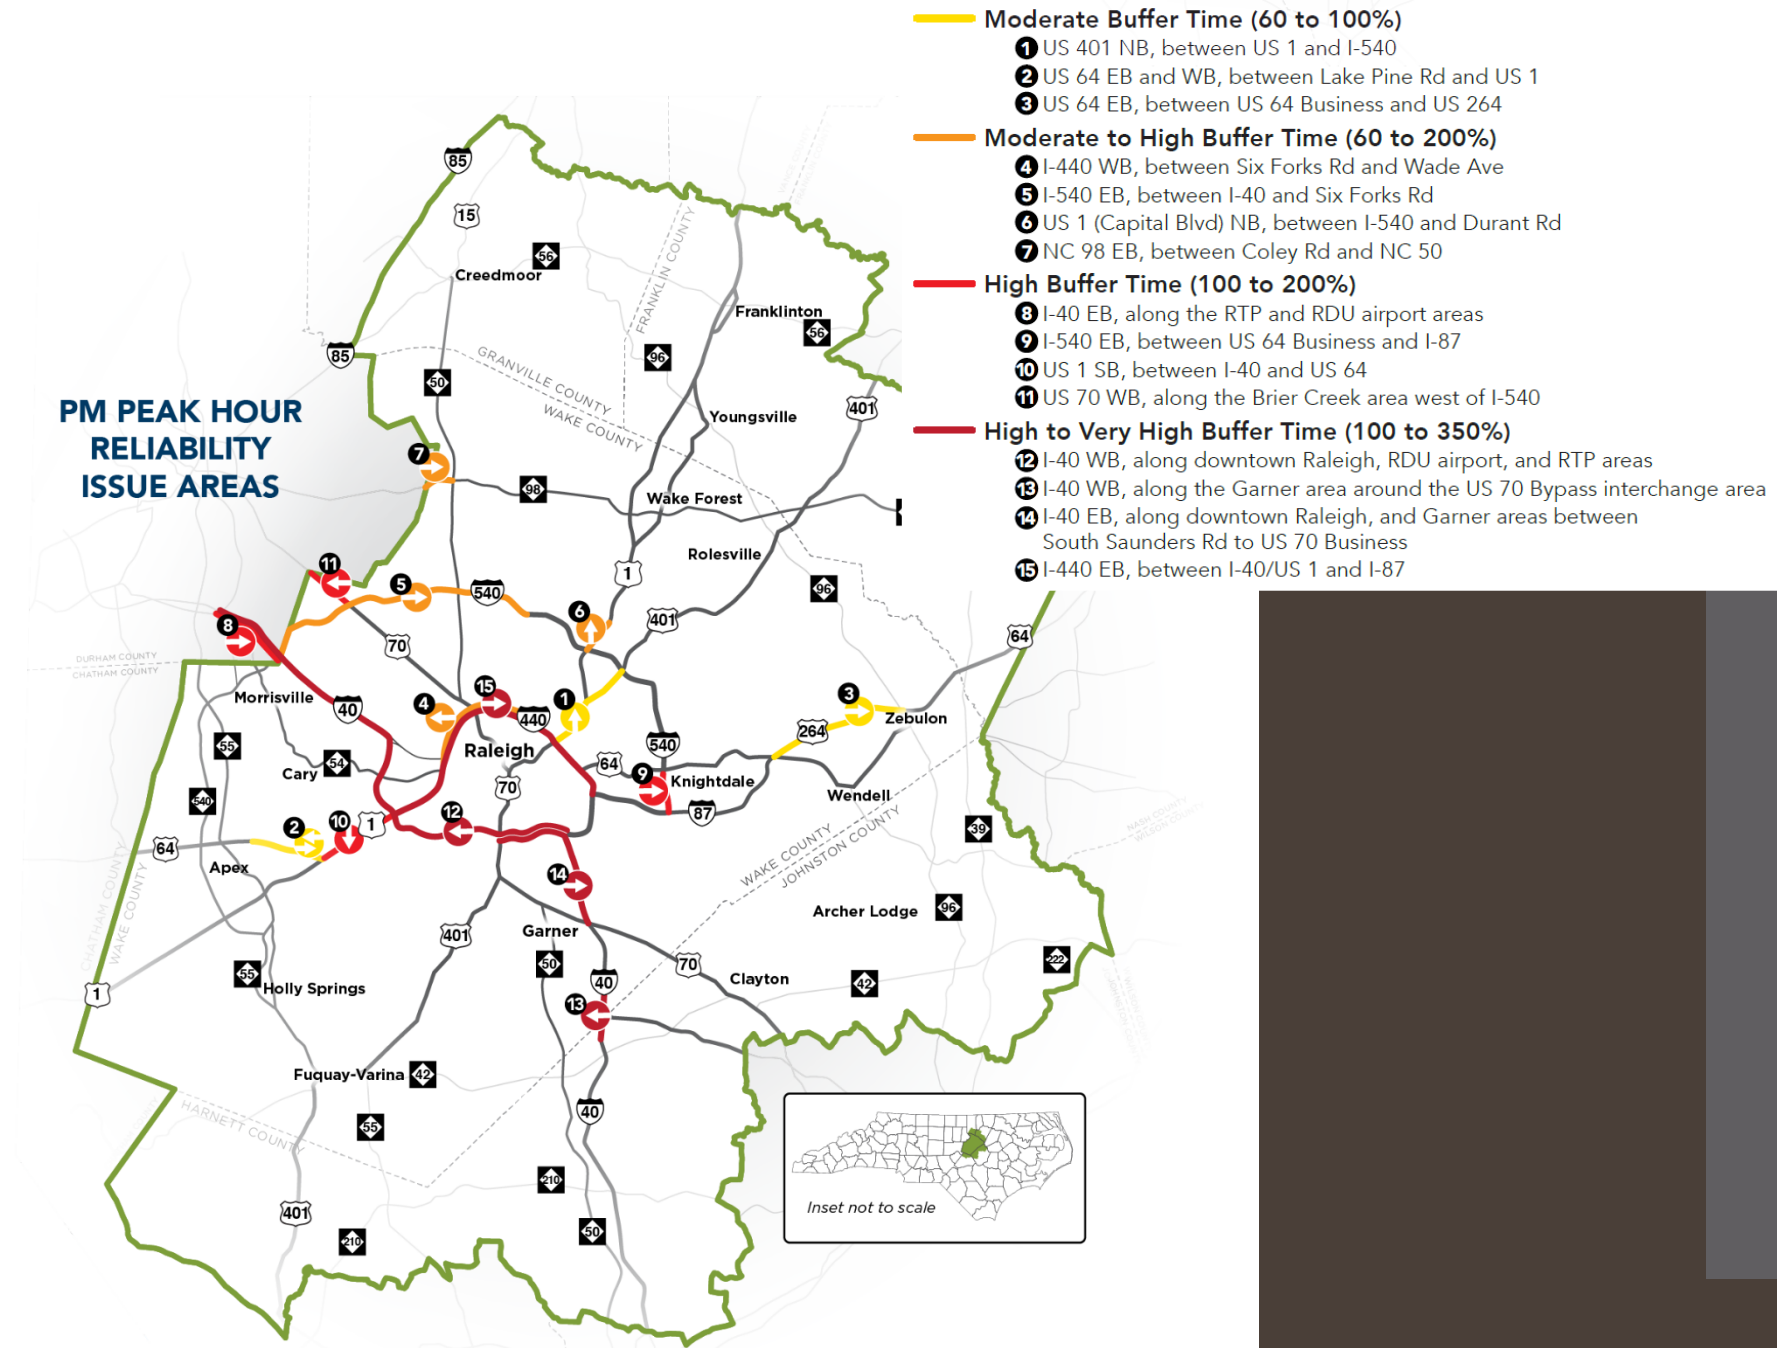 Moderate Buffer Time (60 to 100%)
1 US 401 NB, between US 1 and I-540
2 US 64 EB and WB, between Lake Pine Rd and US 1
3 US 64 EB, between US 64 Business and US 264
Moderate to High Buffer Time (60 to 200%)
4 I-440 WB, between Six Forks Rd and Wade Ave
5 I-540 EB, between I-40 and Six Forks Rd
6 US 1 (Capital Blvd) NB, between I-540 and Durant Rd
7 NC 98 EB, between Coley Rd and NC 50
High Buffer Time (100 to 200%)
8 I-40 EB, along the RTP and RDU airport areas
9 I-540 EB, between US 64 Business and I-87
10 US 1 SB, between I-40 and US 64
11 US 70 WB, along the Brier Creek area west of I-540
High to Very High Buffer Time (100 to 350%)
12 I-40 WB, along downtown Raleigh, RDU airport, and RTP areas
13 I-40 WB, along the Garner area around the US 70 Bypass interchange area
14 I-40 EB, along downtown Raleigh, and Garner areas between
South Saunders Rd to US 70 Business
15 I-440 EB, between I-40/US 1 and I-87
PM PEAK HOUR
RELIABILITY
ISSUE AREAS
85
15
56
Creedmoor
FRANKLIN COUNTY
Franklinton
56
85
96
GRANVILLE COUNTY
WAKE COUNTY
50
401
Youngsville
7
98
Wake Forest
Rolesville
11
5
540
1
96
6
401
8
70
64
DURHAM COUNTY
CHATHAM COUNTY
Morrisville
40
4
15
440
1
3
Zebulon
264
55
Raleigh
540
Cary
54
64
9
Knightdale
70
Wendell
540
87
12
10
1
2
64
39
Apex
WAKE COUNTY
JOHNSTON COUNTY
NASH COUNTY
WILSON COUNTY
CHATHAM COUNTY
WAKE COUNTY
14
Archer Lodge
96
401
Garner
50
70
222
55
Holly Springs
40
Clayton
42
1
13
Fuquay-Varina
42
40
HARNETT COUNTY
55
210
401
50
210
Inset not to scale